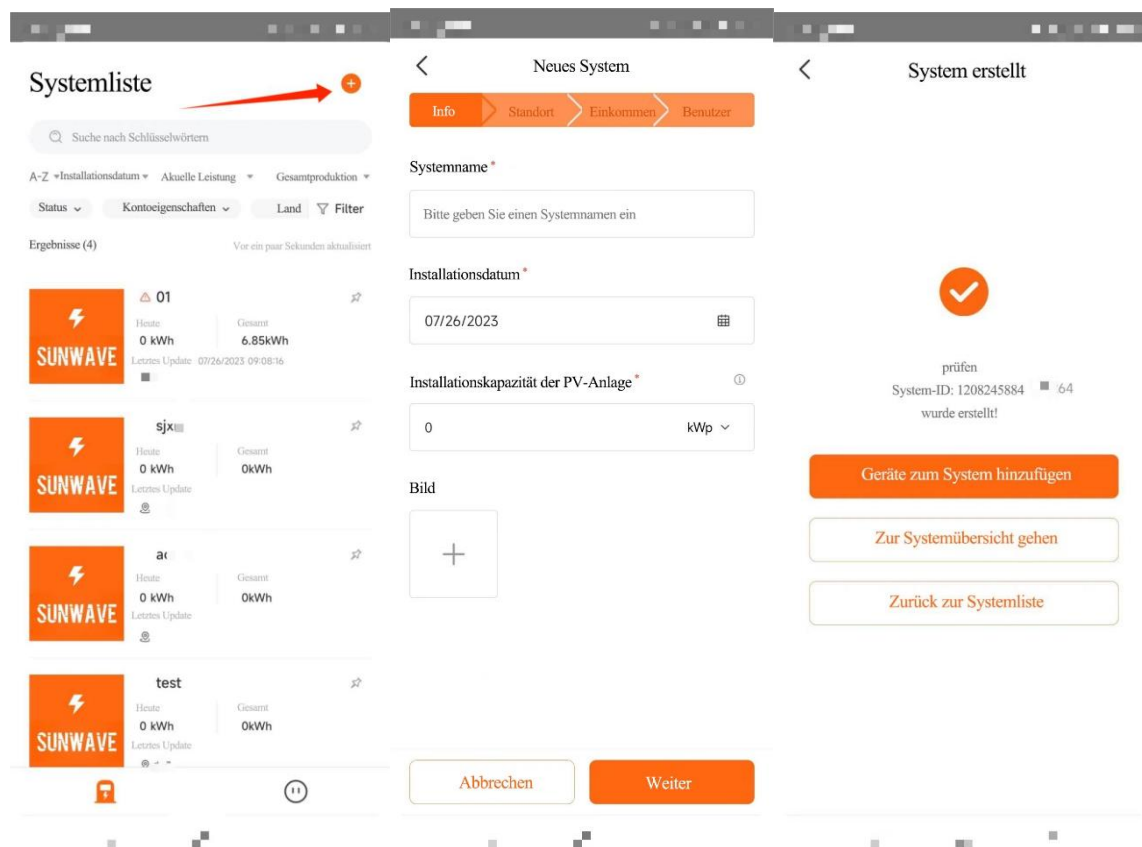 Systemliste
Suche nach Schlüsselwörtern
A-Z Installationsdatum Akuelle Leistung Gesamtproduktion
Status Kontoeigenschaften Land Filter
Ergebnisse (4) Vor ein paar Sekunden aktualisiert
SUNWAVE
01
Heute Gesamt
0 kWh 6.85kWh
Letztes Update 07/26/2023 09:08:16
SUNWAVE
sjx
Heute Gesamt
0 kWh 0kWh
Letztes Update
SUNWAVE
Heute Gesamt
0 kWh 0kWh
Letztes Update
SUNWAVE
test
Heute Gesamt
0 kWh 0kWh
Letztes Update
Neues System
Info Standort Einkommen Benutzer
Systemname *
Bitte geben Sie einen Systemnamen ein
Installationsdatum *
07/26/2023
Installationskapazität der PV-Anlage *
0 kWp
Bild
Abbrechen Weiter
System erstellt
prüfen
System-ID: 1208245884 64
wurde erstellt!
Geräte zum System hinzufügen
Zur Systemübersicht gehen
Zurück zur Systemliste